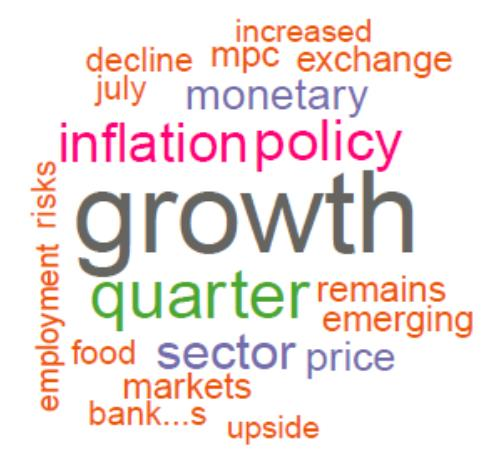 increased
decline mpc exchange
july monetary
inflation policy
risks
growth
quarter remains
emerging
employment
food sector price
markets
bank...s upside